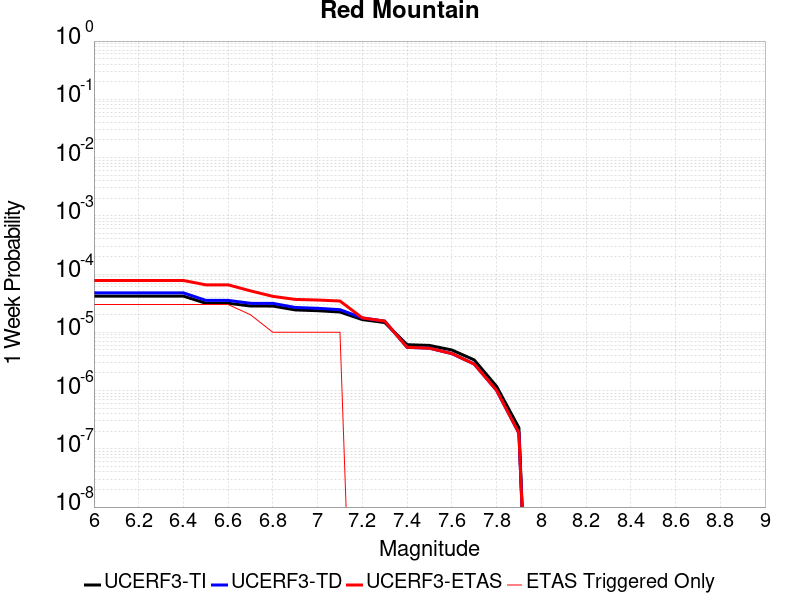 Red Mountain
1 Week Probability
10^0
10^-1
10^-2
10^-3
10^-4
10^-5
10^-6
10^-7
10^-8
6 6.2 6.4 6.6 6.8 7 7.2 7.4 7.6 7.8 8 8.2 8.4 8.6 8.8 9
Magnitude
UCERF3-TI UCERF3-TD UCERF3-ETAS ETAS Triggered Only